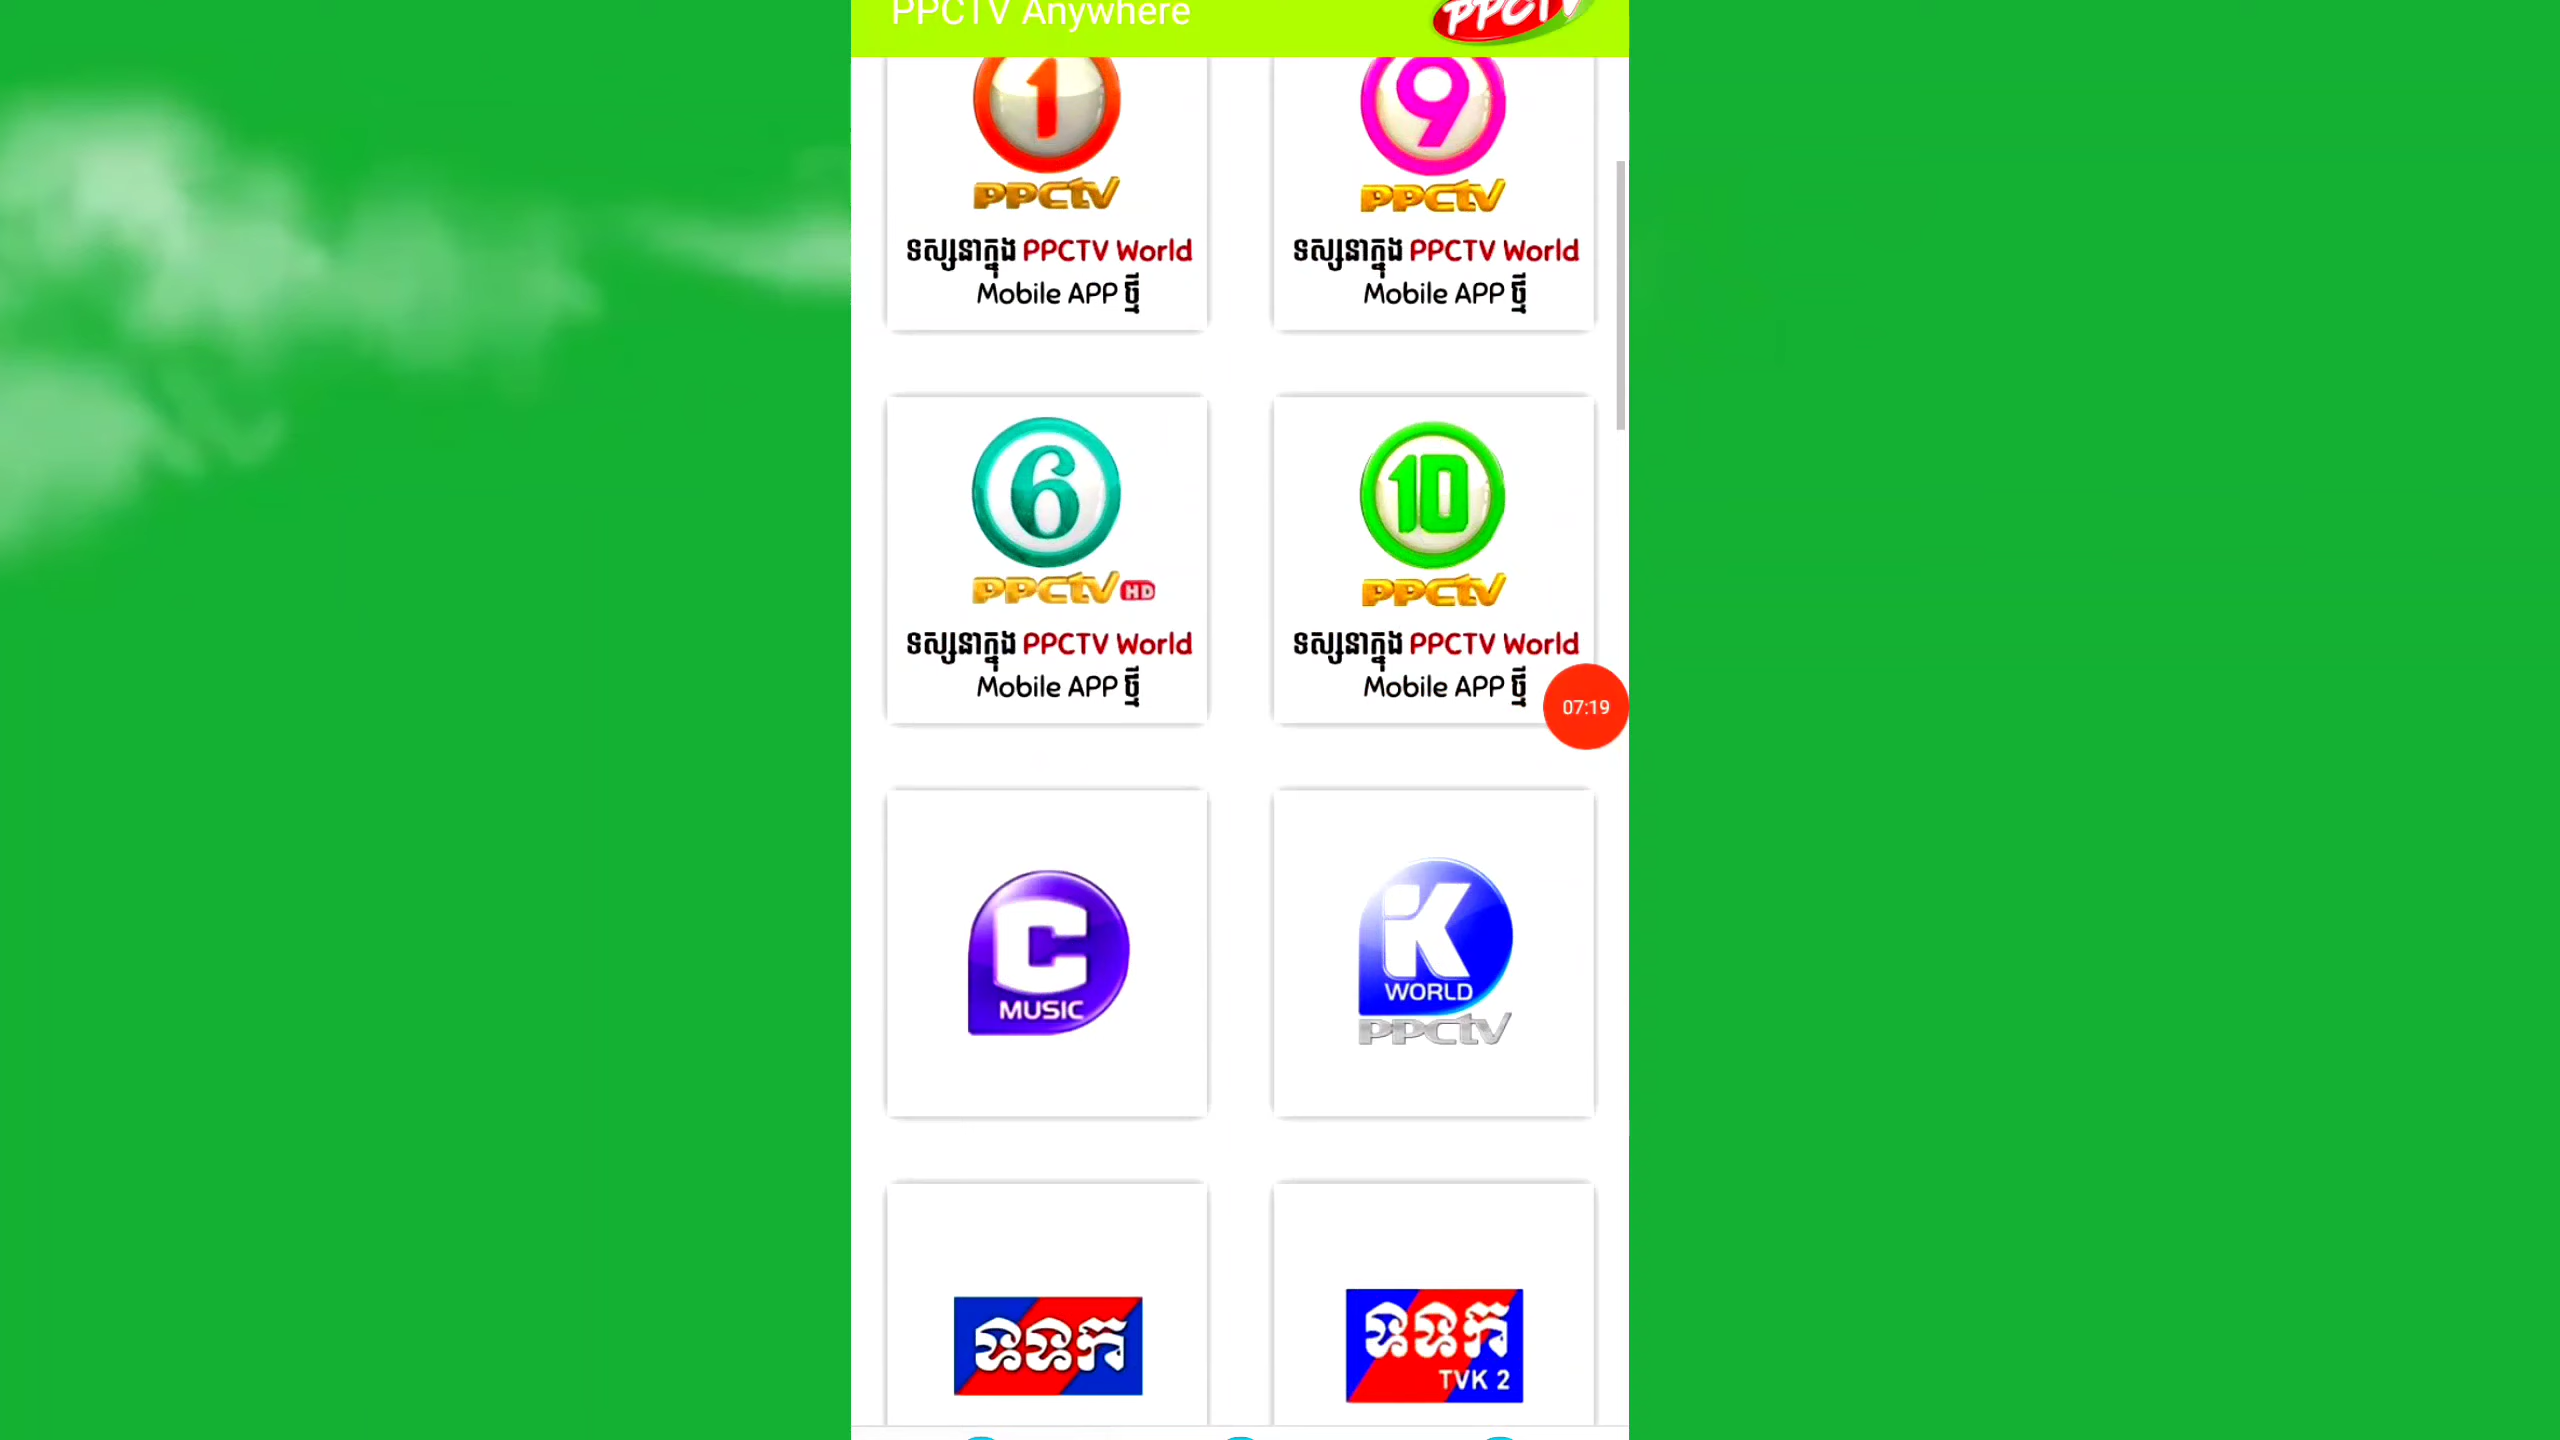 PPCTV Anywhere
PPCTV
1
PPCTV
ទស្សនាក្នុង PPCTV World
Mobile APP ថ្មី
9
PPCTV
ទស្សនាក្នុង PPCTV World
Mobile APP ថ្មី
6
PPCTV HD
ទស្សនាក្នុង PPCTV World
Mobile APP ថ្មី
10
PPCTV
ទស្សនាក្នុង PPCTV World
Mobile APP ថ្មី
07:19
C
MUSIC
K
WORLD
PPCTV
ទទក
ទទក
TVK 2